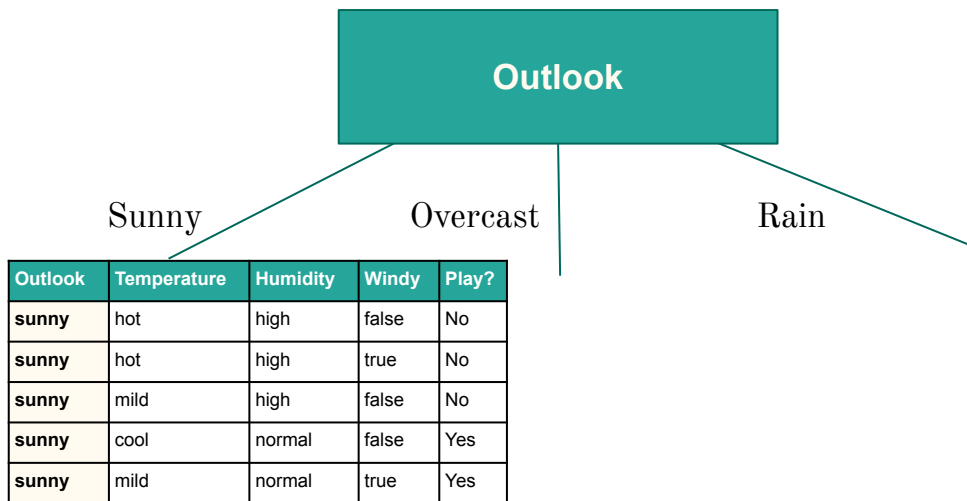 Outlook
Sunny Overcast Rain
Outlook Temperature Humidity Windy Play?
sunny hot high false No
sunny hot high true No
sunny mild high false No
sunny cool normal false Yes
sunny mild normal true Yes